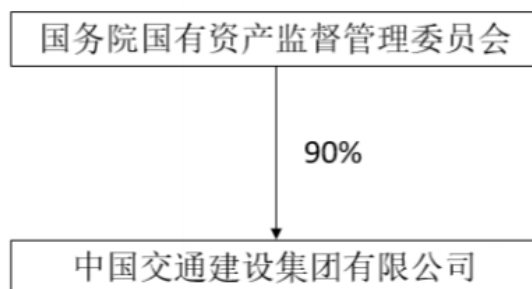 国务院国有资产监督管理委员会
90%
中国交通建设集团有限公司